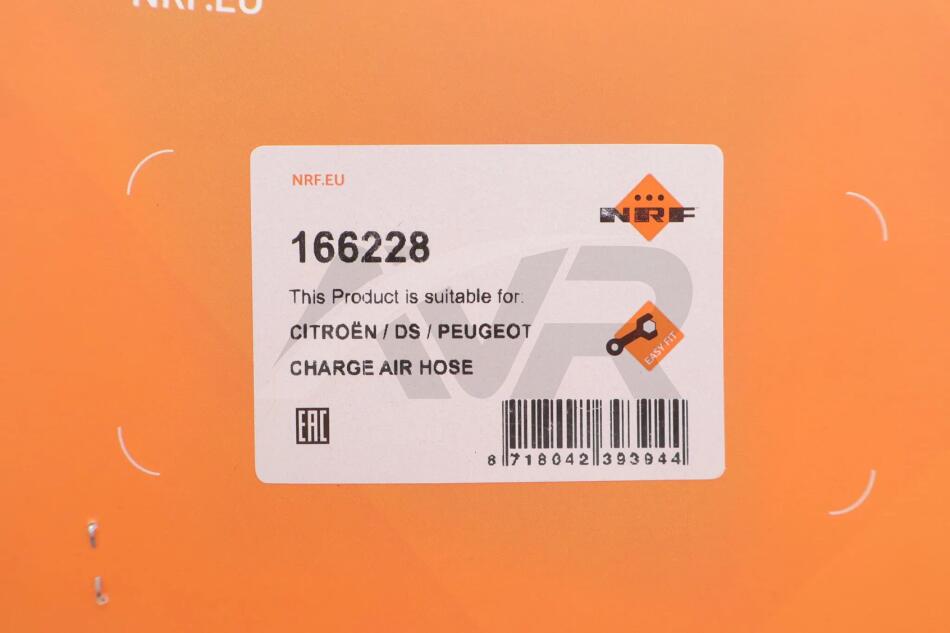 NRF.EU
NRF.EU
NRF
166228
This Product is suitable for:
CITROËN / DS / PEUGEOT
CHARGE AIR HOSE
EASY FIT
EAC
8 718042 393944
AVR